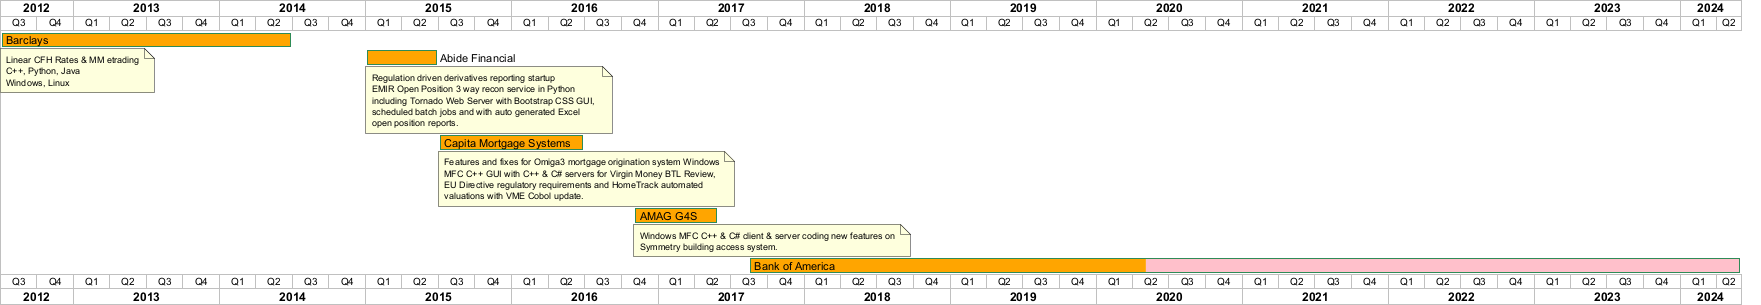 2012 2013 2014 2015 2016 2017 2018 2019 2020 2021 2022 2023 2024
Q3 Q4 Q1 Q2 Q3 Q4 Q1 Q2 Q3 Q4 Q1 Q2 Q3 Q4 Q1 Q2 Q3 Q4 Q1 Q2 Q3 Q4 Q1 Q2 Q3 Q4 Q1 Q2 Q3 Q4 Q1 Q2 Q3 Q4 Q1 Q2 Q3 Q4 Q1 Q2 Q3 Q4 Q1 Q2 Q3 Q4 Q1 Q2
Barclays
Linear CFH Rates & MM etrading
C++, Python, Java
Windows, Linux
Abide Financial
Regulation driven derivatives reporting startup
EMIR Open Position 3 way recon service in Python
including Tornado Web Server with Bootstrap CSS GUI,
scheduled batch jobs and with auto generated Excel
open position reports.
Capita Mortgage Systems
Features and fixes for Omiga3 mortgage origination system Windows
MFC C++ GUI with C++ & C# servers for Virgin Money BTL Review,
EU Directive regulatory requirements and HomeTrack automated
valuations with VME Cobol update.
AMAG G4S
Windows MFC C++ & C# client & server coding new features on
Symmetry building access system.
Bank of America
Q3 Q4 Q1 Q2 Q3 Q4 Q1 Q2 Q3 Q4 Q1 Q2 Q3 Q4 Q1 Q2 Q3 Q4 Q1 Q2 Q3 Q4 Q1 Q2 Q3 Q4 Q1 Q2 Q3 Q4 Q1 Q2 Q3 Q4 Q1 Q2 Q3 Q4 Q1 Q2 Q3 Q4 Q1 Q2 Q3 Q4 Q1 Q2
2012 2013 2014 2015 2016 2017 2018 2019 2020 2021 2022 2023 2024